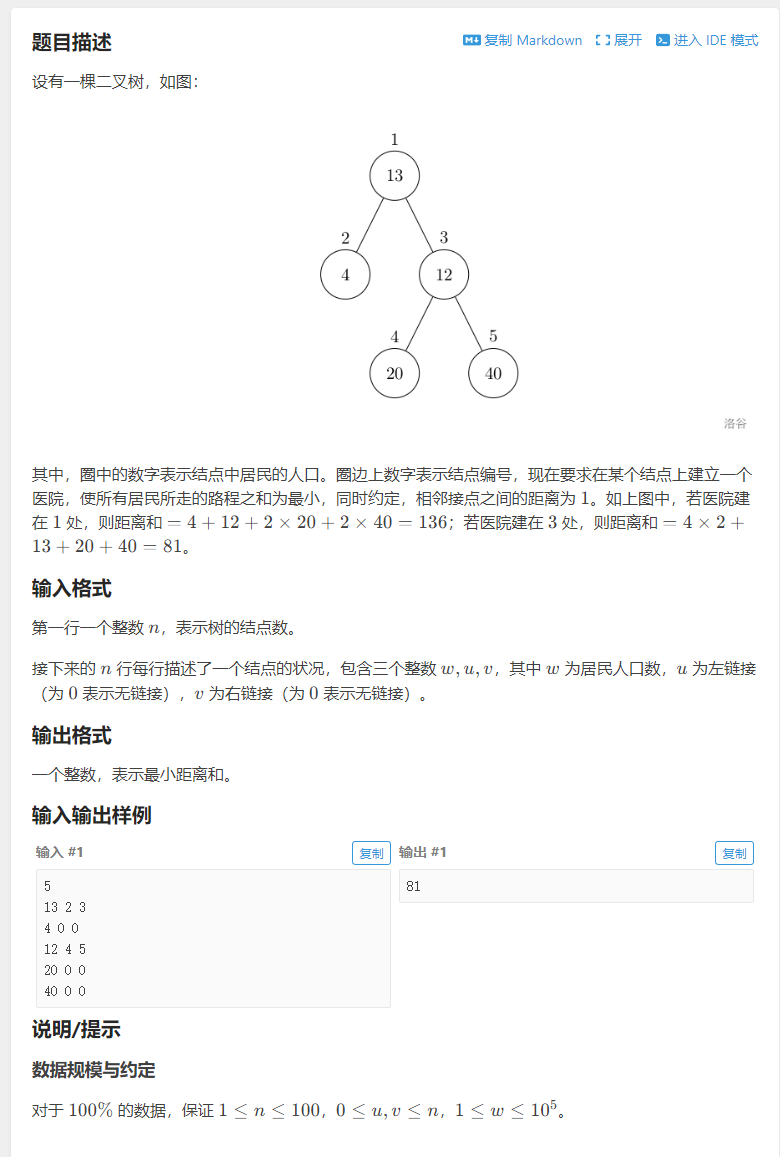 题目描述
复制 Markdown 展开 进入 IDE 模式
设有一棵二叉树，如图：
1
13
2 3
4 12
4 5
20 40
洛谷
其中，圈中的数字表示结点中居民的人口。圈边上数字表示结点编号，现在要求在某个结点上建立一个
医院，使所有居民所走的路程之和为最小，同时约定，相邻接点之间的距离为 1。如上图中，若医院建
在 1 处，则距离和 = 4 + 12 + 2 × 20 + 2 × 40 = 136；若医院建在 3 处，则距离和 = 4 × 2 +
13 + 20 + 40 = 81。
输入格式
第一行一个整数 n，表示树的结点数。
接下来的 n 行每行描述了一个结点的状况，包含三个整数 w, u, v，其中 w 为居民人口数，u 为左链接
（为 0 表示无链接），v 为右链接（为 0 表示无链接）。
输出格式
一个整数，表示最小距离和。
输入输出样例
输入 #1 复制 输出 #1 复制
5
13 2 3
4 0 0
12 4 5
20 0 0
40 0 0
81
说明/提示
数据规模与约定
对于 100% 的数据，保证 1 ≤ n ≤ 100，0 ≤ u, v ≤ n，1 ≤ w ≤ 10^5。